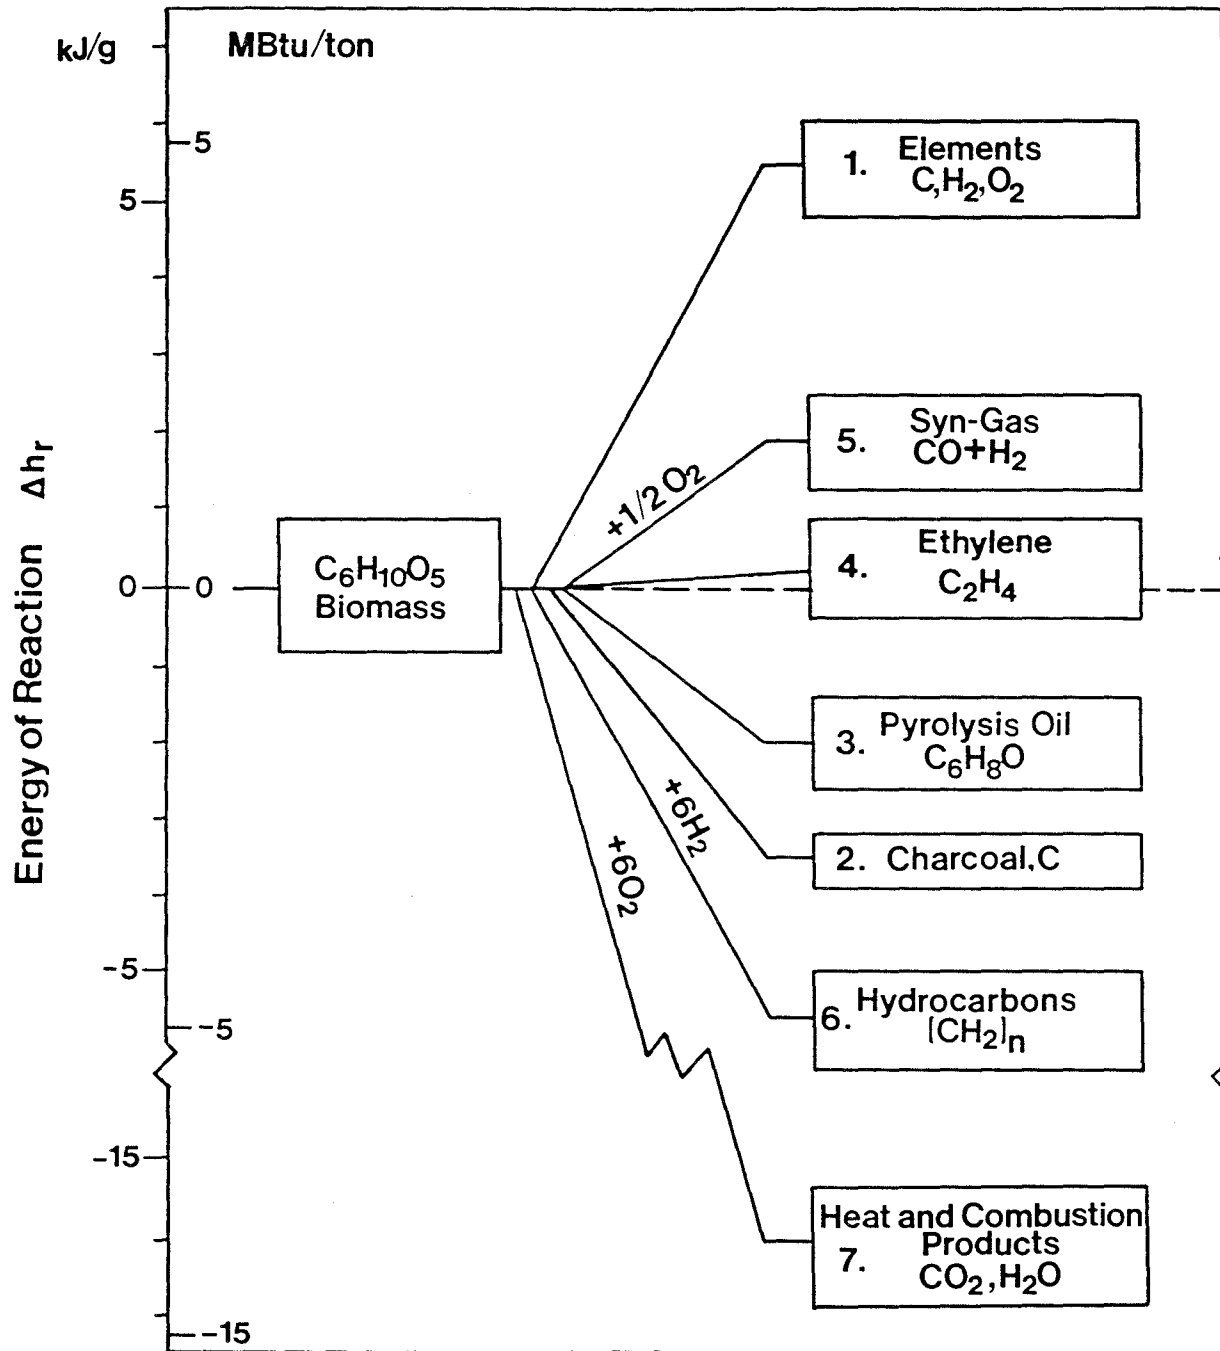 kJ/g
MBtu/ton
5
5
0
0
-5
-5
-15
-15
Energy of Reaction Δhr
C6H10O5
Biomass
+1/2 O2
+6H2
+6O2
1. Elements
C,H2,O2
5. Syn-Gas
CO+H2
4. Ethylene
C2H4
3. Pyrolysis Oil
C6H8O
2. Charcoal,C
6. Hydrocarbons
[CH2]n
Heat and Combustion
Products
7. CO2,H2O